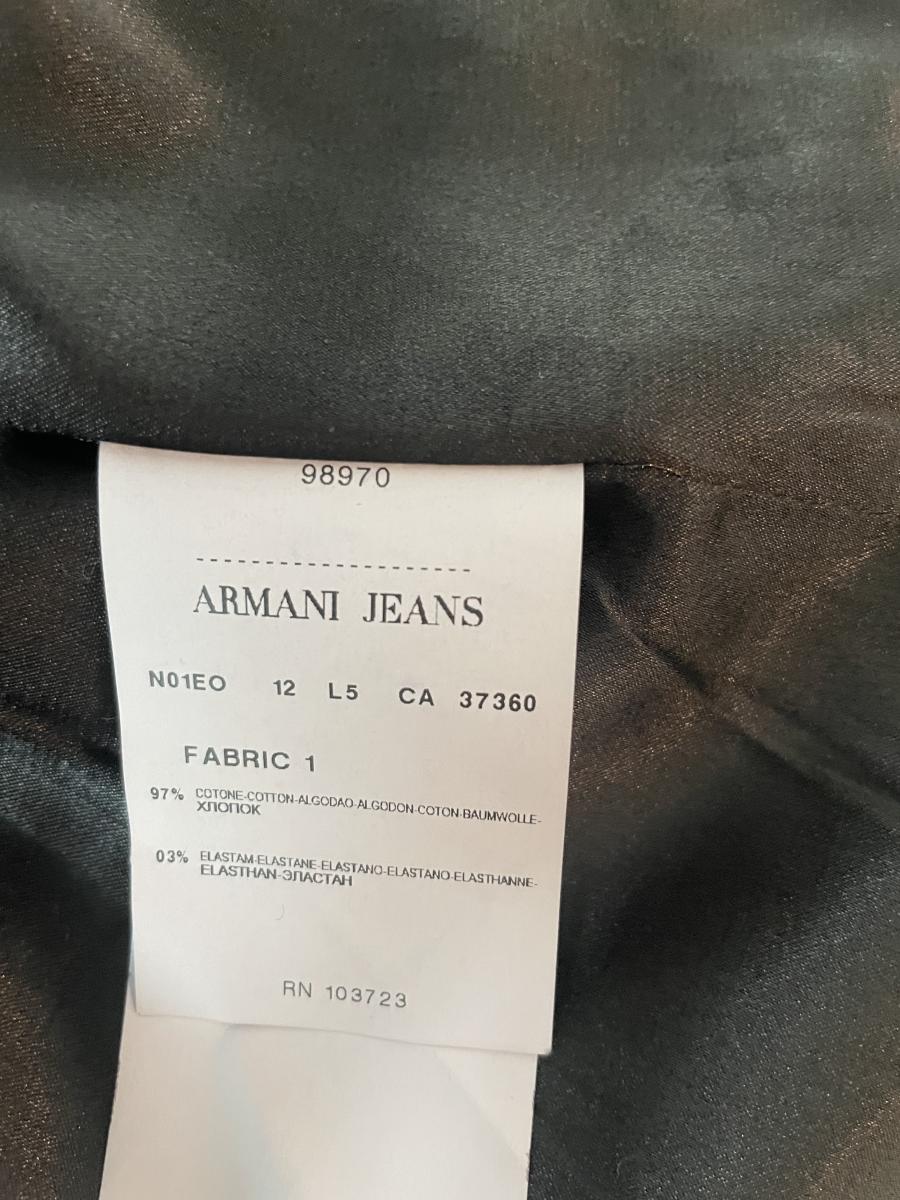 98970
--------------------
ARMANI JEANS
N01EO 12 L5 CA 37360
FABRIC 1
97% COTONE-COTTON-ALGODAO-ALGODON-COTON-BAUMWOLLE-
ХЛОПОК
03% ELASTAM-ELASTANE-ELASTANO-ELASTANO-ELASTHANNE-
ELASTHAN-ЭЛАСТАН
RN 103723